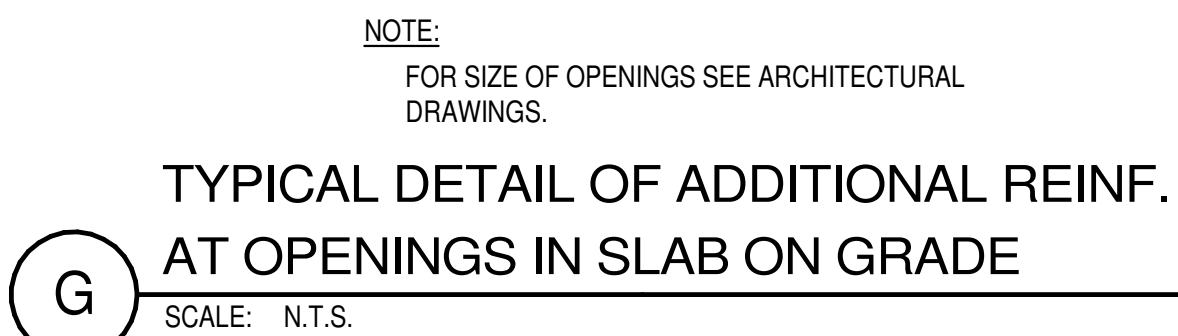 NOTE:
FOR SIZE OF OPENINGS SEE ARCHITECTURAL
DRAWINGS.
TYPICAL DETAIL OF ADDITIONAL REINF.
AT OPENINGS IN SLAB ON GRADE
G
SCALE: N.T.S.